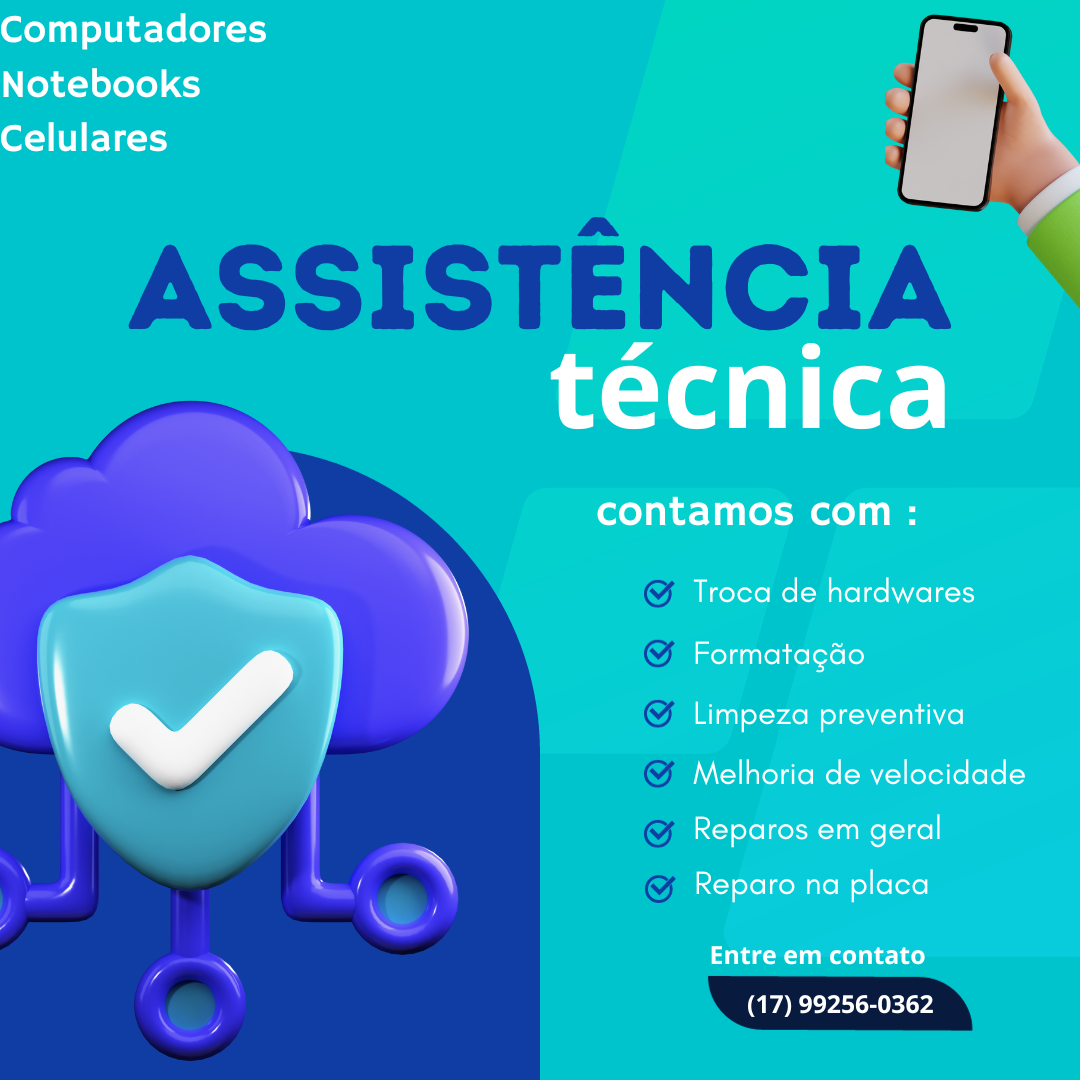 Computadores
Notebooks
Celulares
ASSISTÊNCIA
técnica
contamos com :
Troca de hardwares
Formatação
Limpeza preventiva
Melhoria de velocidade
Reparos em geral
Reparo na placa
Entre em contato
(17) 99256-0362